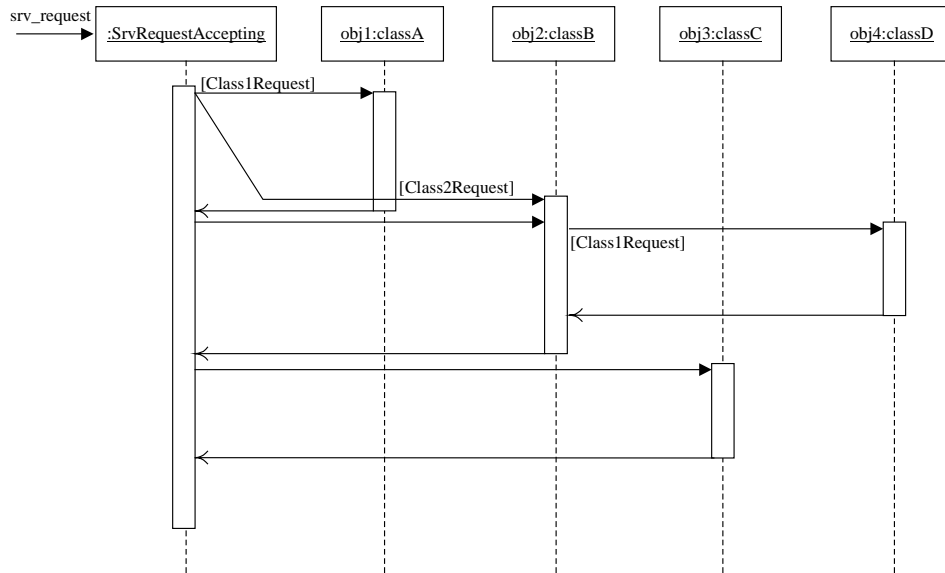 srv_request
:SrvRequestAccepting
obj1:classA
obj2:classB
obj3:classC
obj4:classD
[Class1Request]
[Class2Request]
[Class1Request]